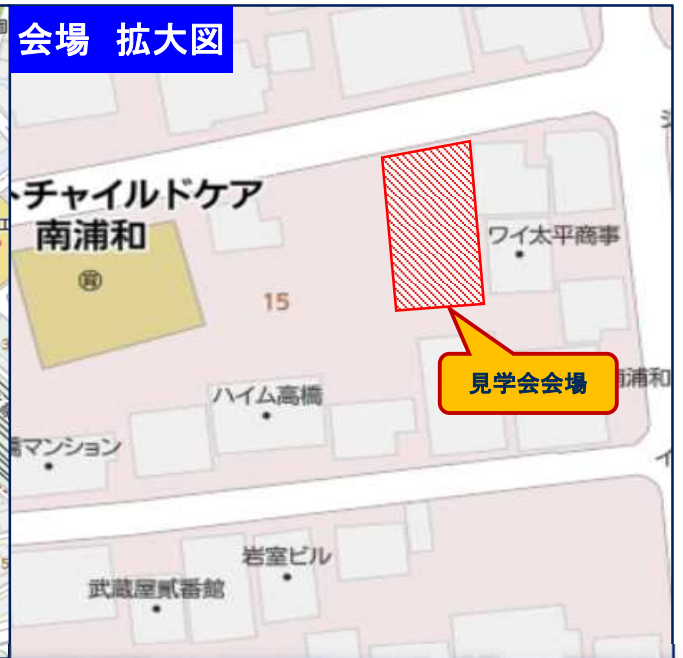 会場 拡大図
トチャイルドケア
南浦和
ワイ太平商事
15
見学会会場
南浦和
ハイム高橋
橋マンション
岩室ビル
武蔵屋貳番館